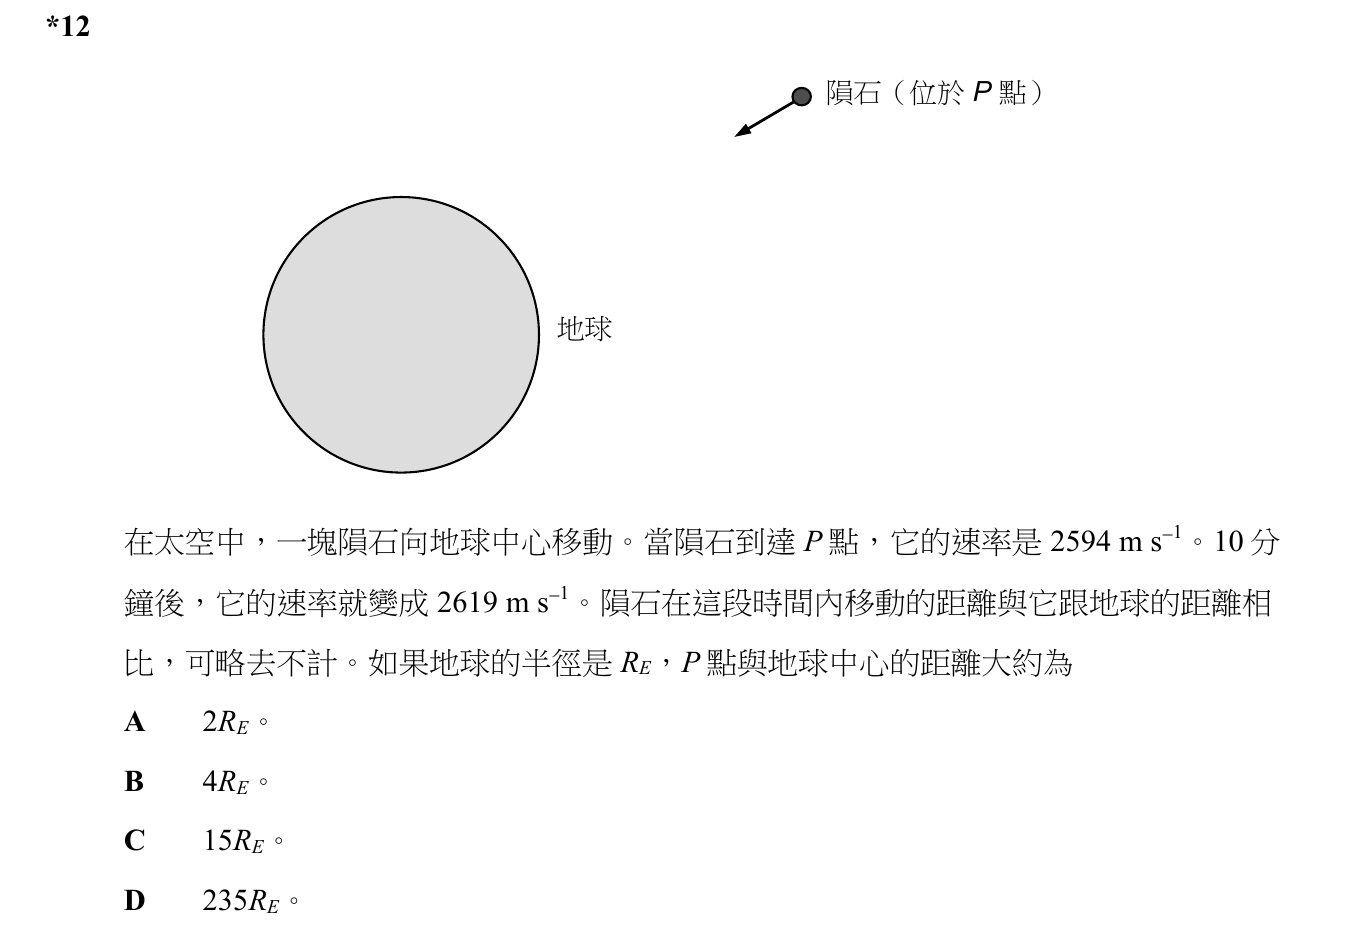 *12
隕石（位於 P 點）
地球
在太空中，一塊隕石向地球中心移動。當隕石到達 P 點，它的速率是 2594 m s⁻¹。10 分
鐘後，它的速率就變成 2619 m s⁻¹。隕石在這段時間內移動的距離與它跟地球的距離相
比，可略去不計。如果地球的半徑是 R_E，P 點與地球中心的距離大約為
A 2R_E。
B 4R_E。
C 15R_E。
D 235R_E。